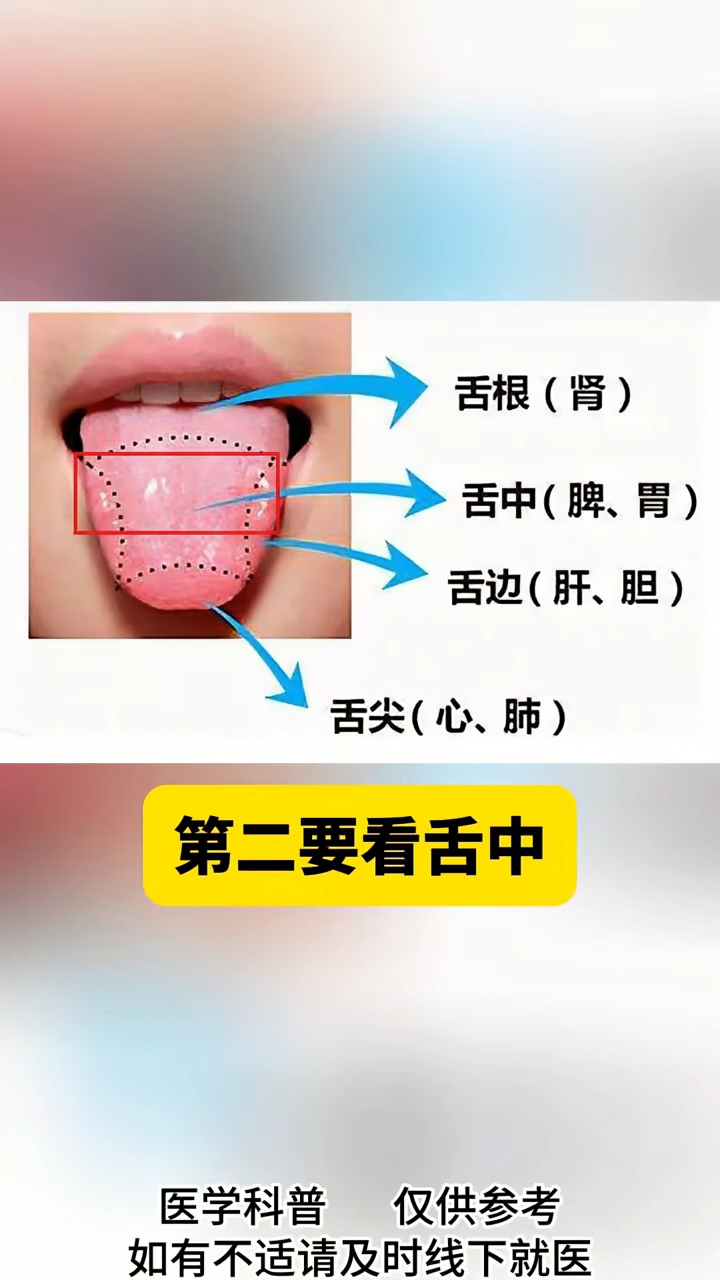 舌根（肾）
舌中（脾、胃）
舌边（肝、胆）
舌尖（心、肺）
第二要看舌中
医学科普 仅供参考
如有不适请及时线下就医